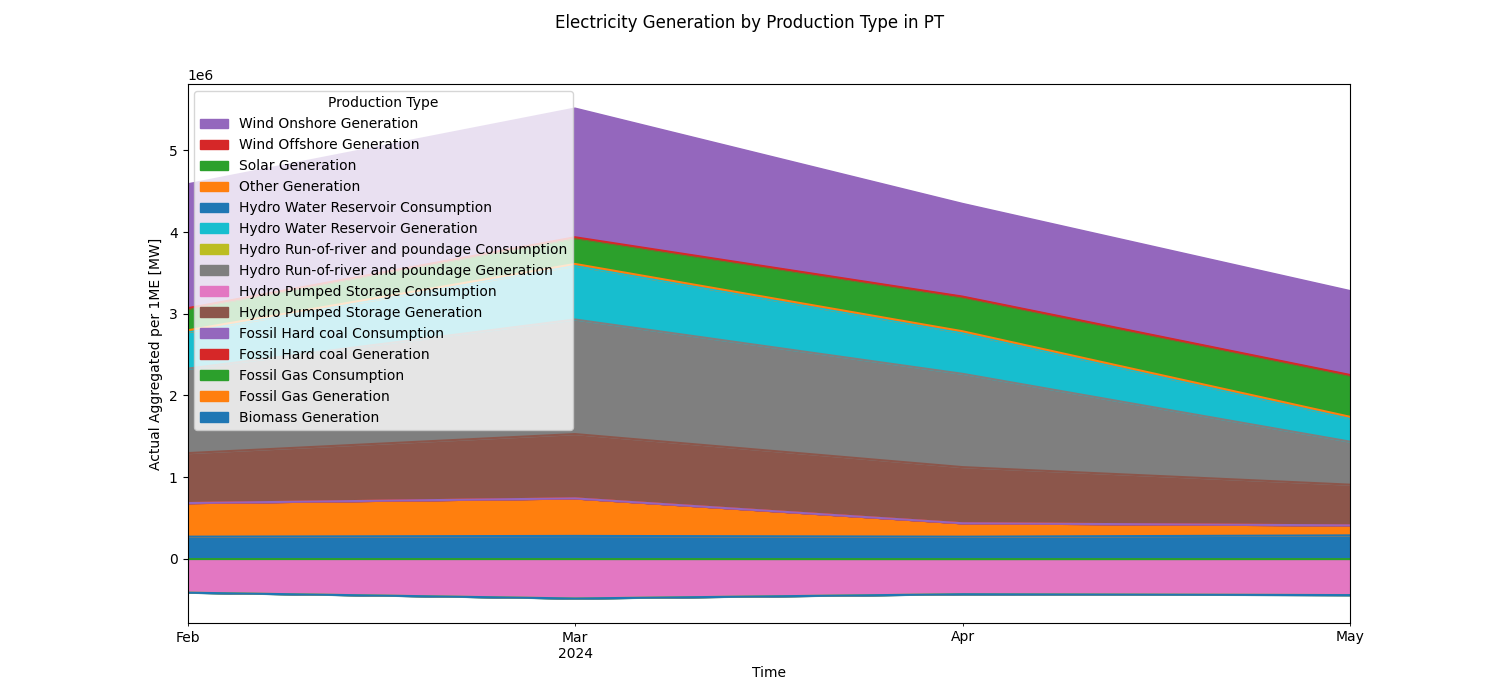 Electricity Generation by Production Type in PT
1e6
Production Type
Wind Onshore Generation
Wind Offshore Generation
Solar Generation
Other Generation
Hydro Water Reservoir Consumption
Hydro Water Reservoir Generation
Hydro Run-of-river and poundage Consumption
Hydro Run-of-river and poundage Generation
Hydro Pumped Storage Consumption
Hydro Pumped Storage Generation
Fossil Hard coal Consumption
Fossil Hard coal Generation
Fossil Gas Consumption
Fossil Gas Generation
Biomass Generation
5
4
3
2
1
0
Actual Aggregated per 1ME [MW]
Feb
Mar
2024
Apr
May
Time